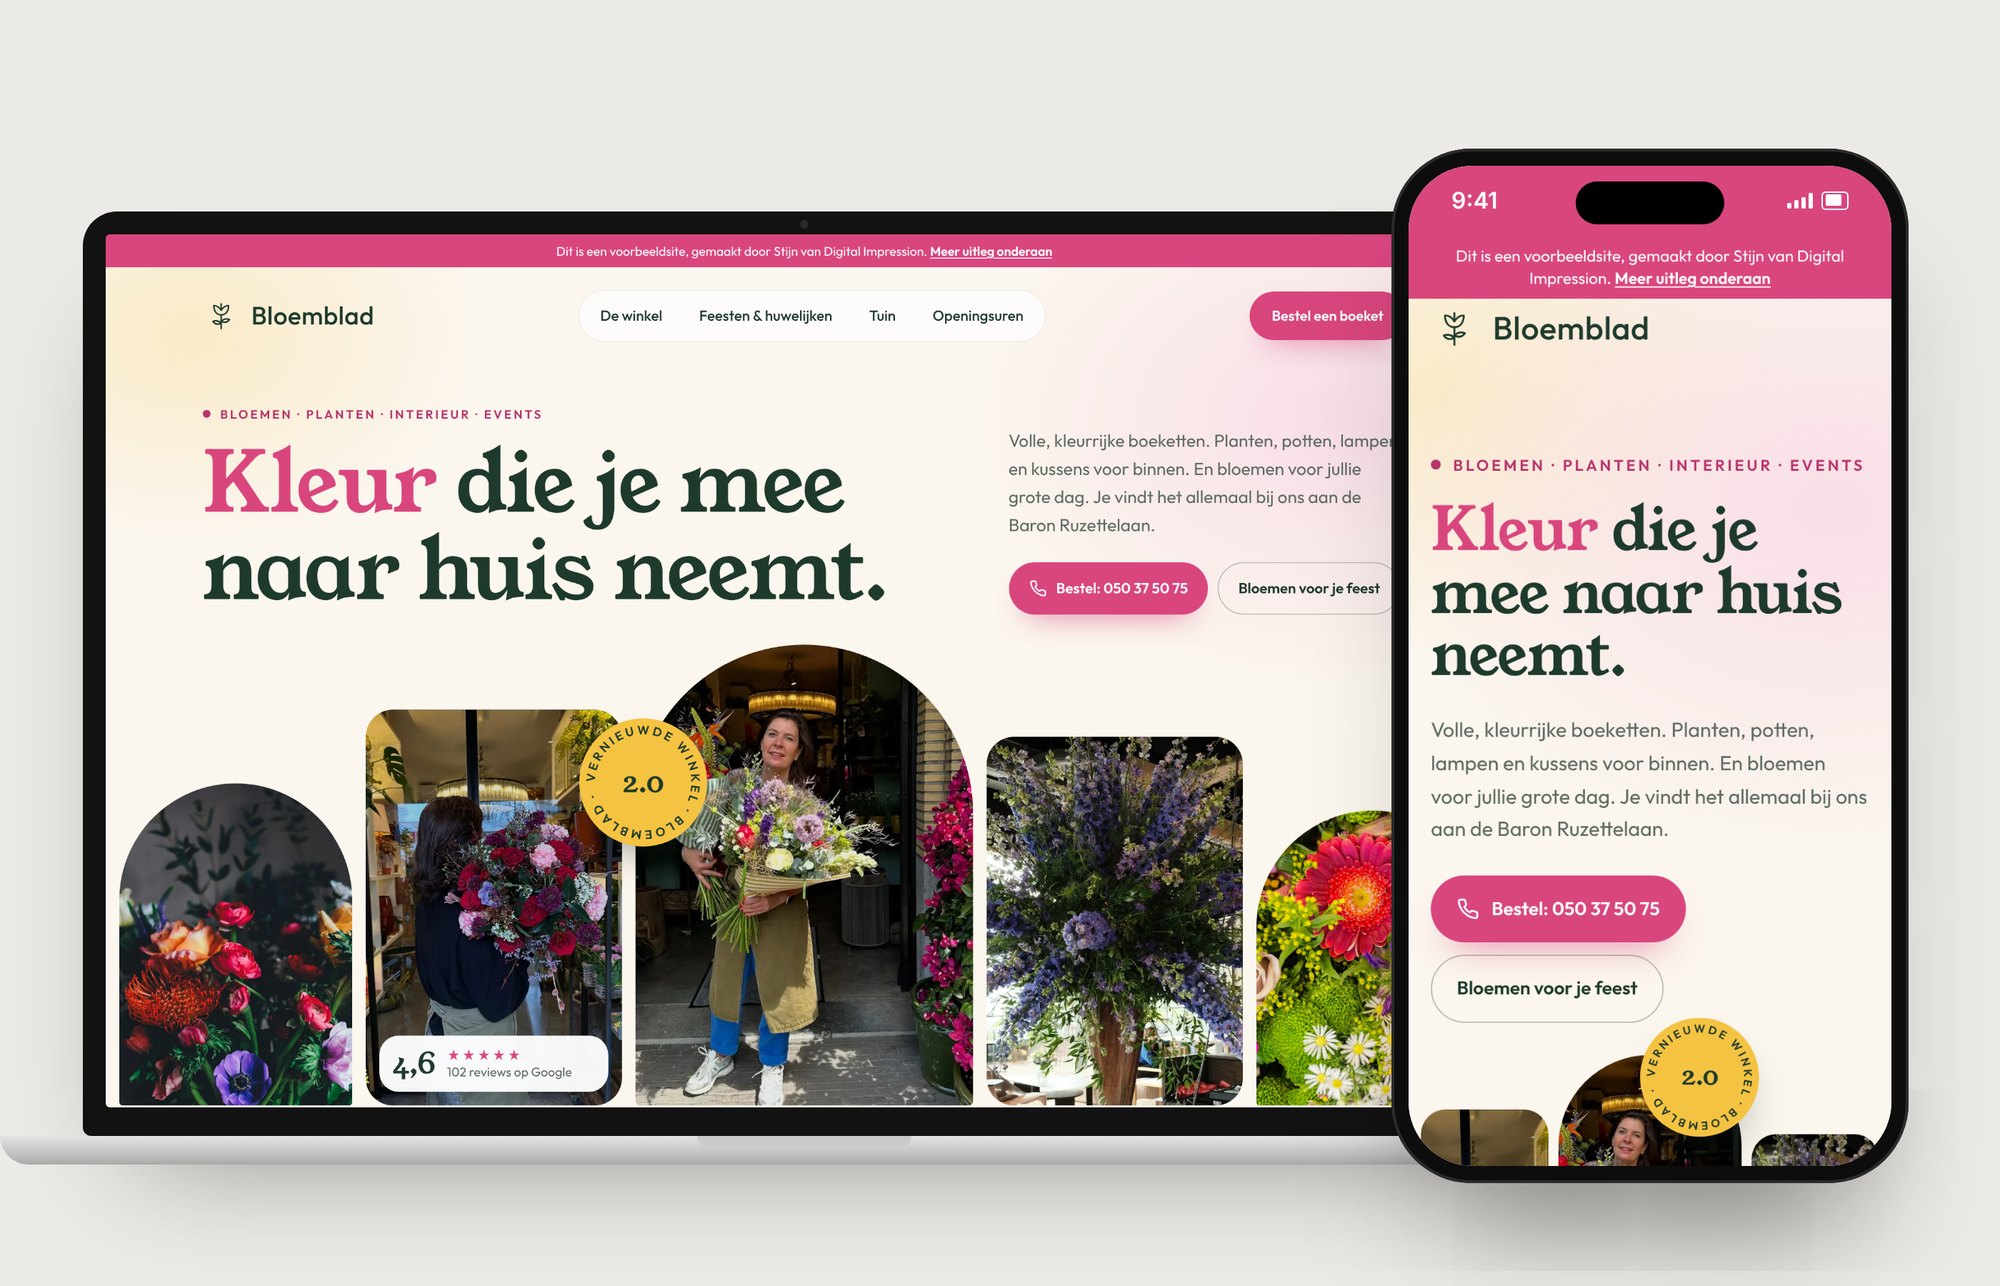 Dit is een voorbeeldsite, gemaakt door Stijn van Digital Impression. Meer uitleg onderaan
Bloemblad
De winkel
Feesten & huwelijken
Tuin
Openingsuren
Bestel een boeket
BLOEMEN · PLANTEN · INTERIEUR · EVENTS
Kleur die je mee
naar huis neemt.
Volle, kleurrijke boeketten. Planten, potten, lampen
en kussens voor binnen. En bloemen voor jullie
grote dag. Je vindt het allemaal bij ons aan de
Baron Ruzettelaan.
Bestel: 050 37 50 75
Bloemen voor je feest
VERNIEUWDE WINKEL · BLOEMBLAD ·
2.0
4,6
★★★★★
102 reviews op Google
9:41
Dit is een voorbeeldsite, gemaakt door Stijn van Digital
Impression. Meer uitleg onderaan
Bloemblad
BLOEMEN · PLANTEN · INTERIEUR · EVENTS
Kleur die je
mee naar huis
neemt.
Volle, kleurrijke boeketten. Planten, potten,
lampen en kussens voor binnen. En bloemen
voor jullie grote dag. Je vindt het allemaal bij ons
aan de Baron Ruzettelaan.
Bestel: 050 37 50 75
Bloemen voor je feest
VERNIEUWDE WINKEL · BLOEMBLAD ·
2.0